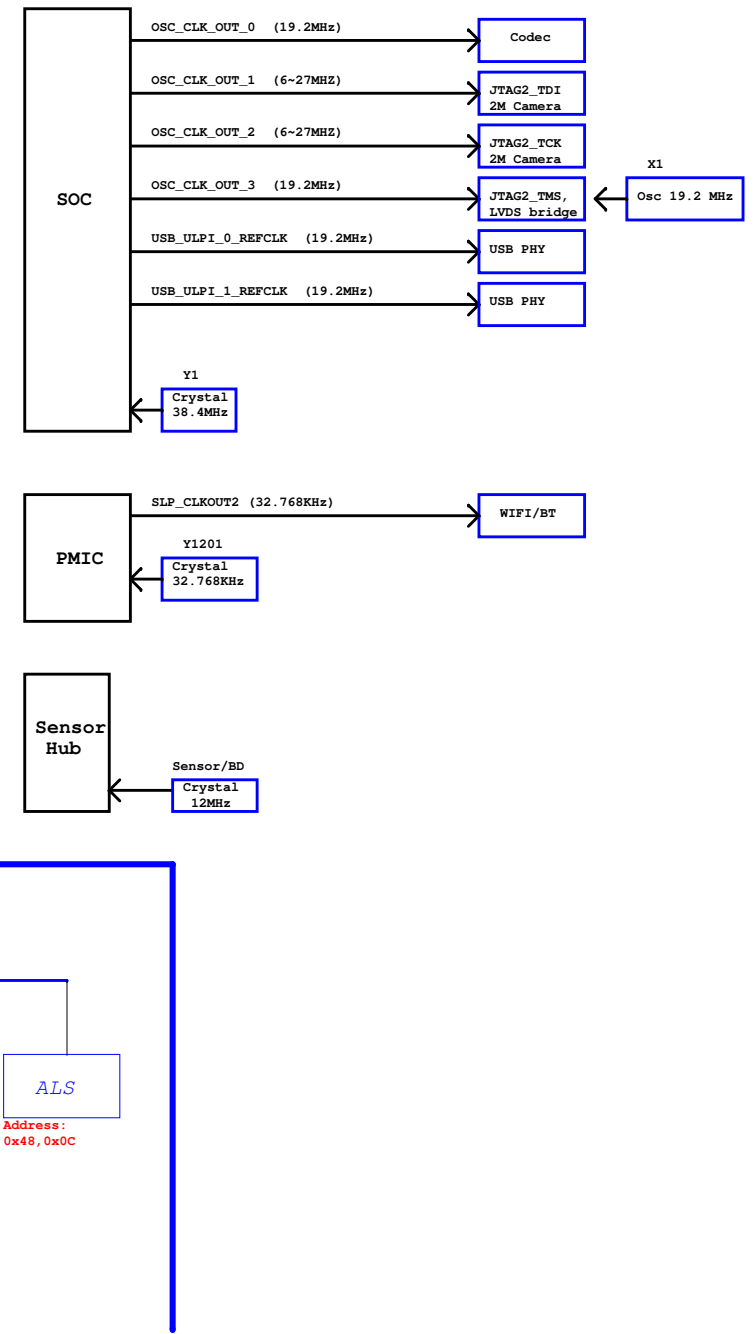 OSC_CLK_OUT_0 (19.2MHz)
Codec
OSC_CLK_OUT_1 (6~27MHZ)
JTAG2_TDI
2M Camera
OSC_CLK_OUT_2 (6~27MHZ)
JTAG2_TCK
2M Camera
X1
SOC
OSC_CLK_OUT_3 (19.2MHz)
JTAG2_TMS,
LVDS bridge
Osc 19.2 MHz
USB_ULPI_0_REFCLK (19.2MHz)
USB PHY
USB_ULPI_1_REFCLK (19.2MHz)
USB PHY
Y1
Crystal
38.4MHz
SLP_CLKOUT2 (32.768KHz)
WIFI/BT
PMIC
Y1201
Crystal
32.768KHz
Sensor
Hub
Sensor/BD
Crystal
12MHz
ALS
Address:
0x48,0x0C